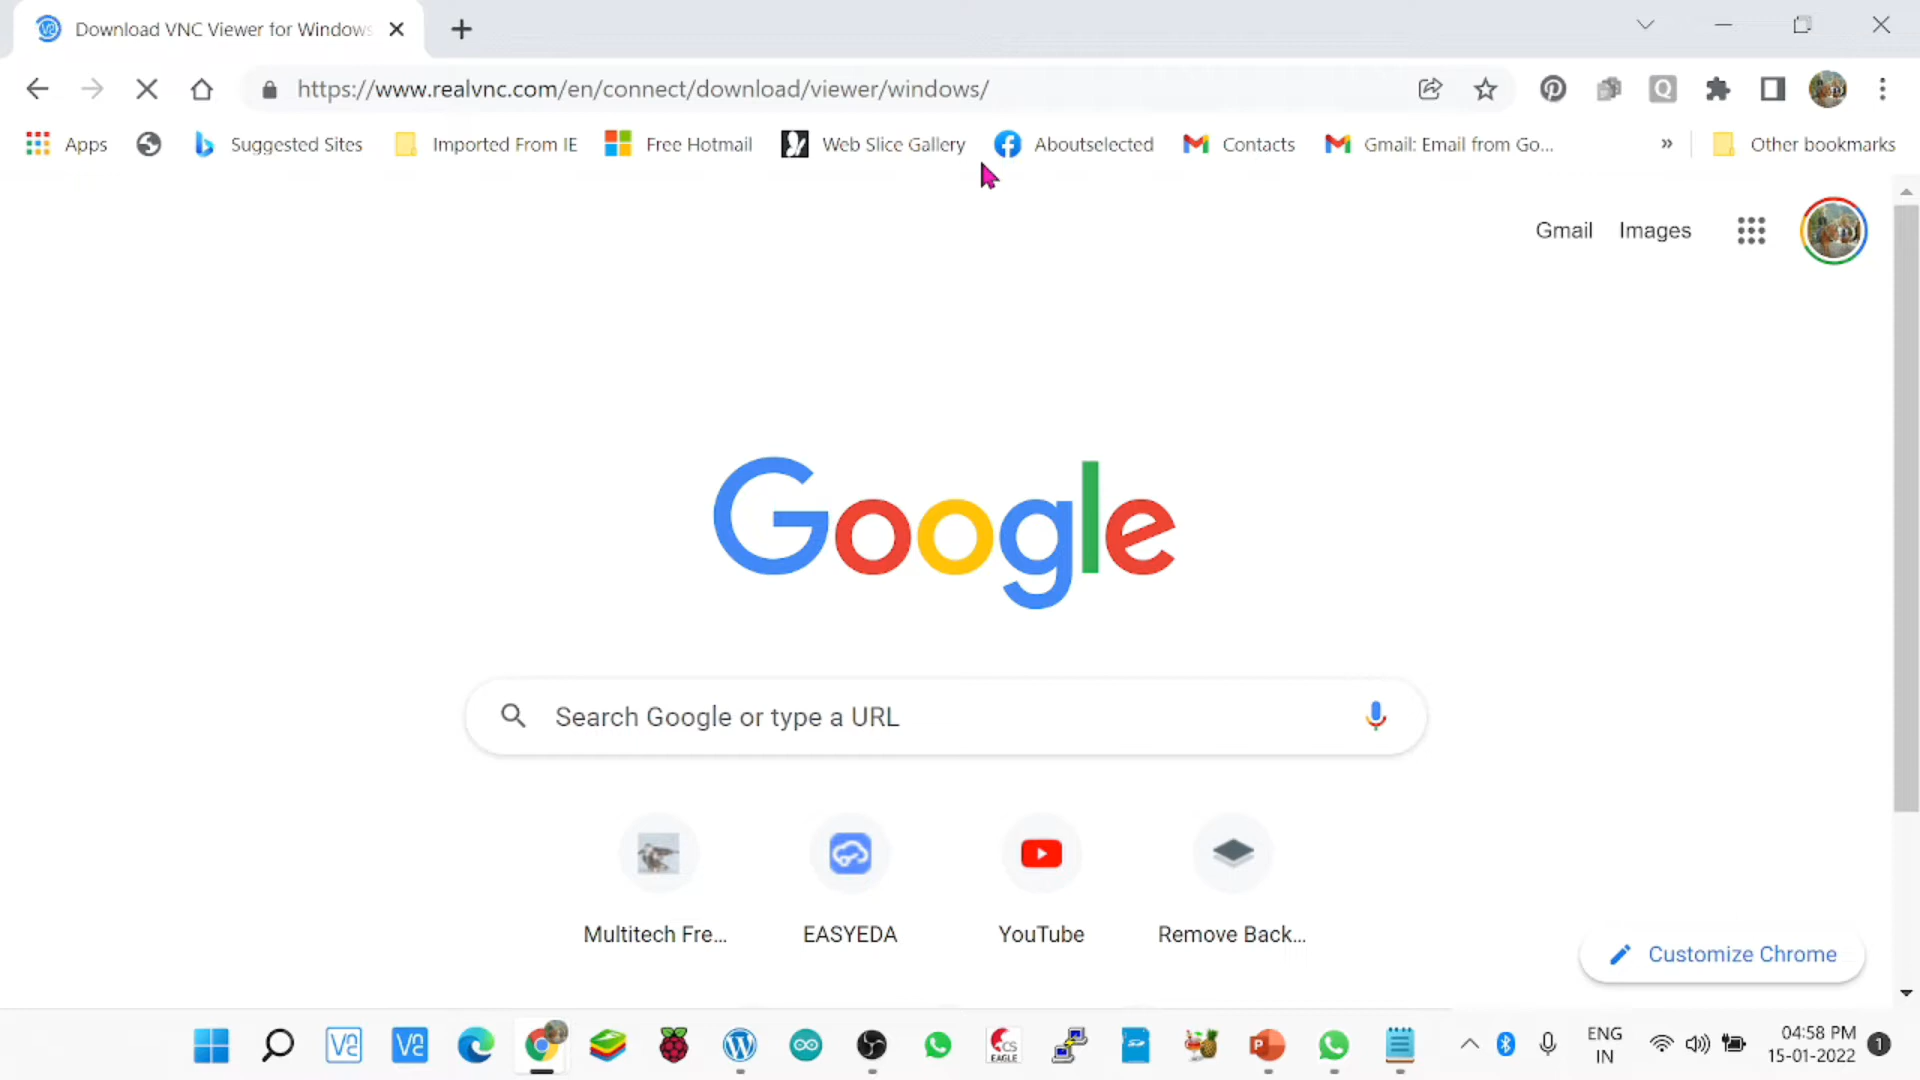 Download VNC Viewer for Windows
https://www.realvnc.com/en/connect/download/viewer/windows/
Apps Suggested Sites Imported From IE Free Hotmail Web Slice Gallery Aboutselected Contacts Gmail: Email from Go... » Other bookmarks
Gmail Images
Google
Search Google or type a URL
Multitech Fre... EASYEDA YouTube Remove Back...
Customize Chrome
ENG 04:58 PM
IN 15-01-2022 1
CS
EAGLE